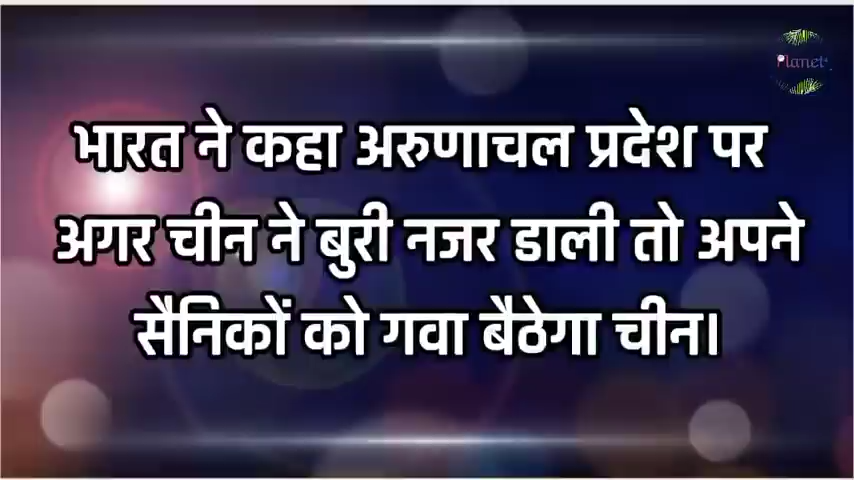 Planet
भारत ने कहा अरुणाचल प्रदेश पर
अगर चीन ने बुरी नजर डाली तो अपने
सैनिकों को गवा बैठेगा चीन।